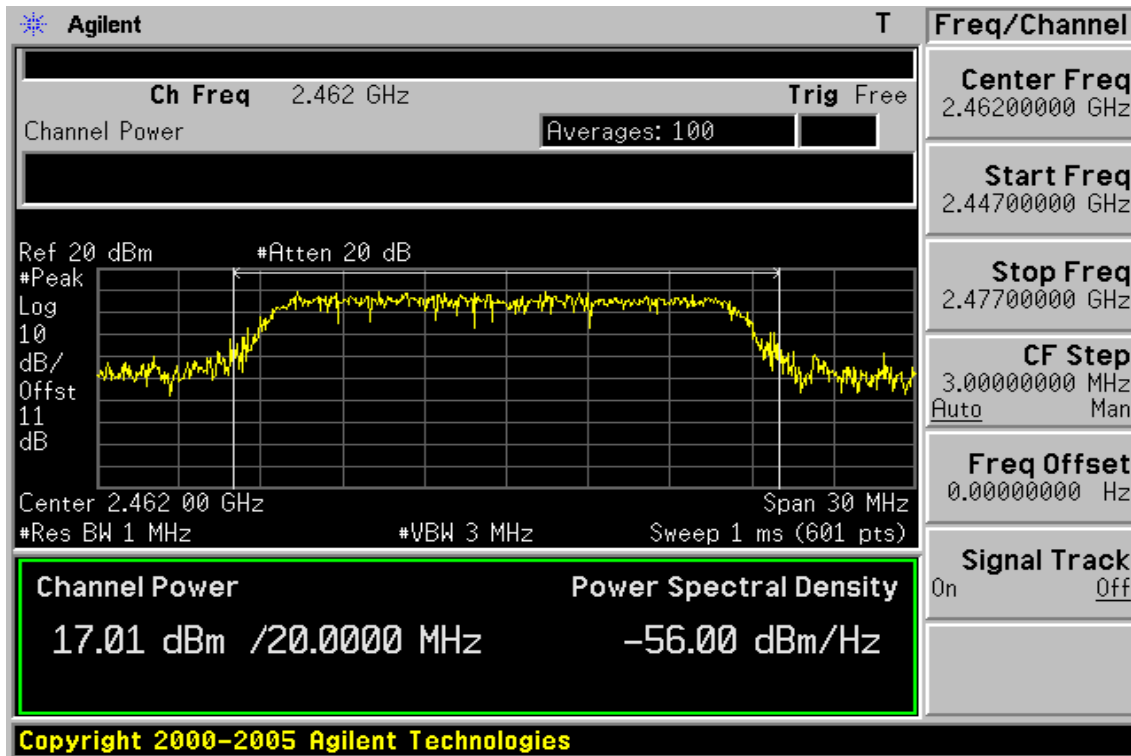 Agilent T
Ch Freq 2.462 GHz Trig Free
Channel Power Averages: 100
Ref 20 dBm #Atten 20 dB
#Peak
Log
10
dB/
Offst
11
dB
Center 2.462 00 GHz Span 30 MHz
#Res BW 1 MHz #VBW 3 MHz Sweep 1 ms (601 pts)
Channel Power Power Spectral Density
17.01 dBm /20.0000 MHz -56.00 dBm/Hz
Copyright 2000-2005 Agilent Technologies
Freq/Channel
Center Freq
2.46200000 GHz
Start Freq
2.44700000 GHz
Stop Freq
2.47700000 GHz
CF Step
3.00000000 MHz
Auto Man
Freq Offset
0.00000000 Hz
Signal Track
On Off